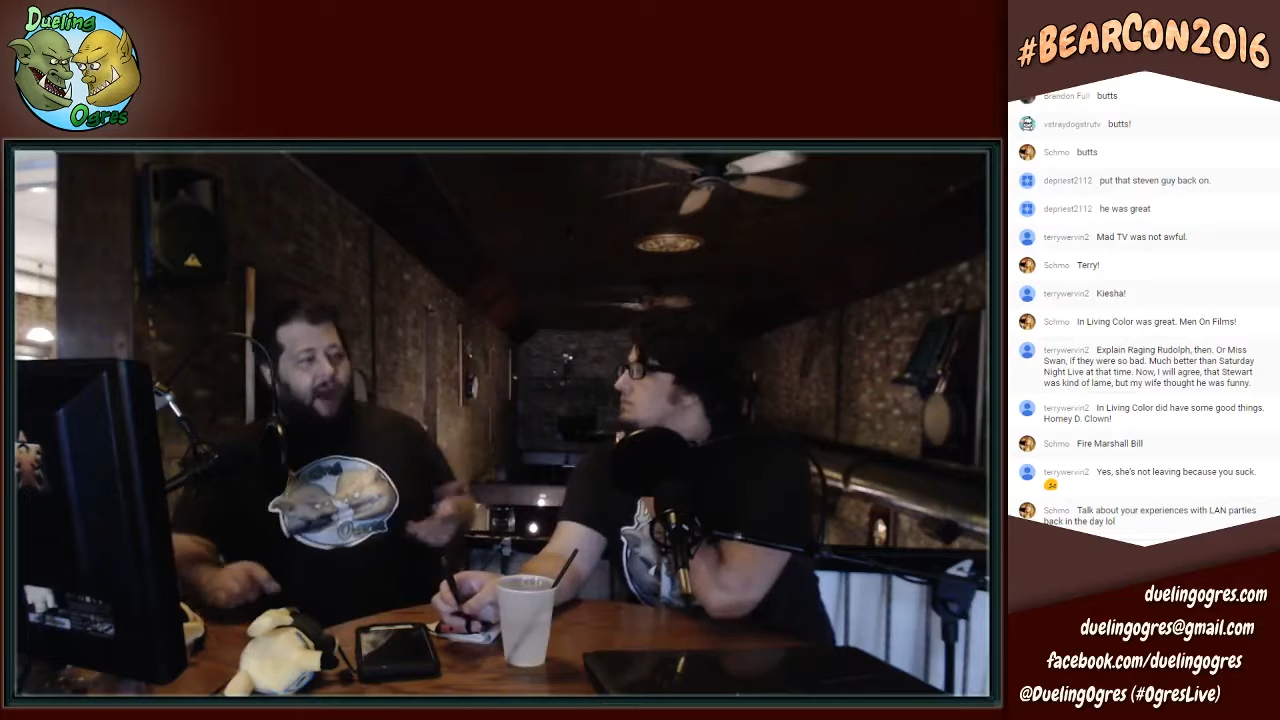 Dueling
Ogres
#BEARCON2016
Brandon Full butts
vstraydogstrutv butts!
Schmo butts
depriest2112 put that steven guy back on.
depriest2112 he was great
terrywervin2 Mad TV was not awful.
Schmo Terry!
terrywervin2 Kiesha!
Schmo In Living Color was great. Men On Films!
terrywervin2 Explain Raging Rudolph, then. Or Miss
Swan, if they were so bad. Much better than Saturday
Night Live at that time. Now, I will agree, that Stewart
was kind of lame, but my wife thought he was funny.
terrywervin2 In Living Color did have some good things.
Homey D. Clown!
Schmo Fire Marshall Bill
terrywervin2 Yes, she's not leaving because you suck.
Schmo Talk about your experiences with LAN parties
back in the day lol
duelingogres.com
duelingogres@gmail.com
facebook.com/duelingogres
@DuelingOgres (#OgresLive)